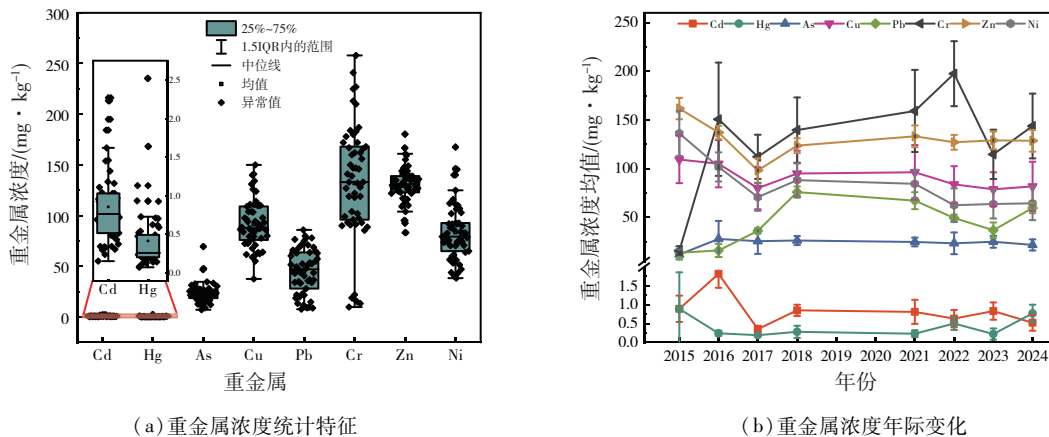 300
250
200
150
100
50
0
重金属浓度/(mg·kg⁻¹)
25%~75%
1.5IQR内的范围
中位线
均值
异常值
2.5
2.0
1.5
1.0
0.5
0.0
Cd Hg
Cd Hg As Cu Pb Cr Zn Ni
重金属
(a)重金属浓度统计特征
Cd Hg As Cu Pb Cr Zn Ni
250
200
150
100
50
1.5
1.0
0.5
0.0
重金属浓度均值/(mg·kg⁻¹)
2015 2016 2017 2018 2019 2020 2021 2022 2023 2024
年份
(b)重金属浓度年际变化